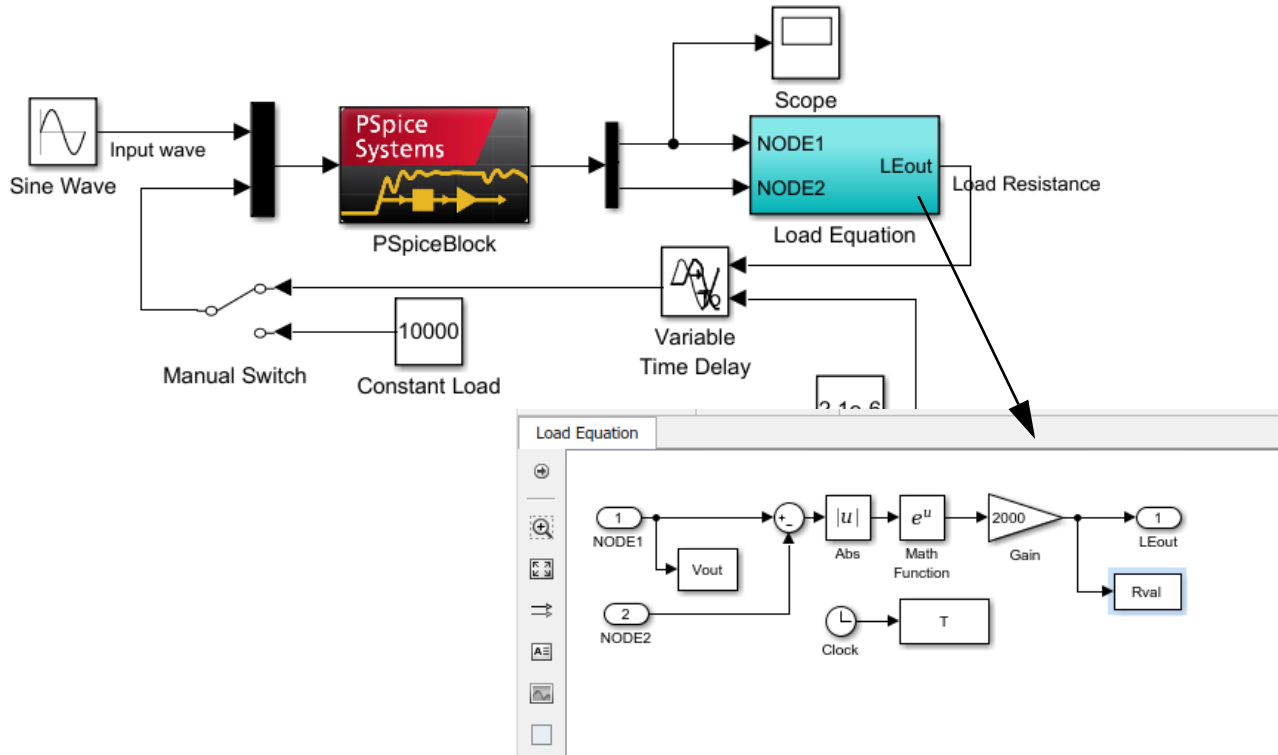 Scope
PSpice
Systems
PSpiceBlock
Sine Wave
Input wave
NODE1
NODE2
LEout
Load Resistance
Load Equation
Variable
Time Delay
Manual Switch
10000
Constant Load
Load Equation
1
NODE1
Vout
2
NODE2
+
-
|u|
Abs
e^u
Math
Function
2000
Gain
1
LEout
Rval
Clock
T